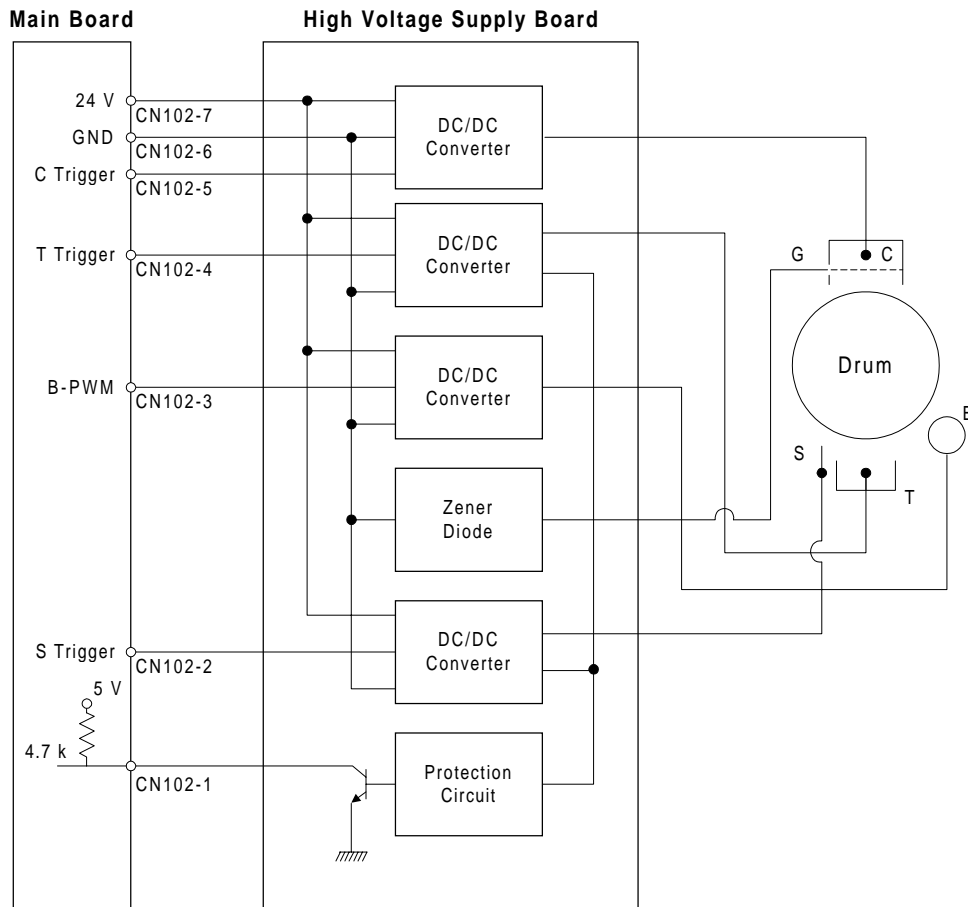 Main Board
High Voltage Supply Board
24 V
CN102-7
GND
CN102-6
C Trigger
CN102-5
DC/DC
Converter
T Trigger
CN102-4
DC/DC
Converter
G
C
Drum
B-PWM
CN102-3
DC/DC
Converter
S
T
Zener
Diode
S Trigger
CN102-2
DC/DC
Converter
5 V
4.7 k
CN102-1
Protection
Circuit